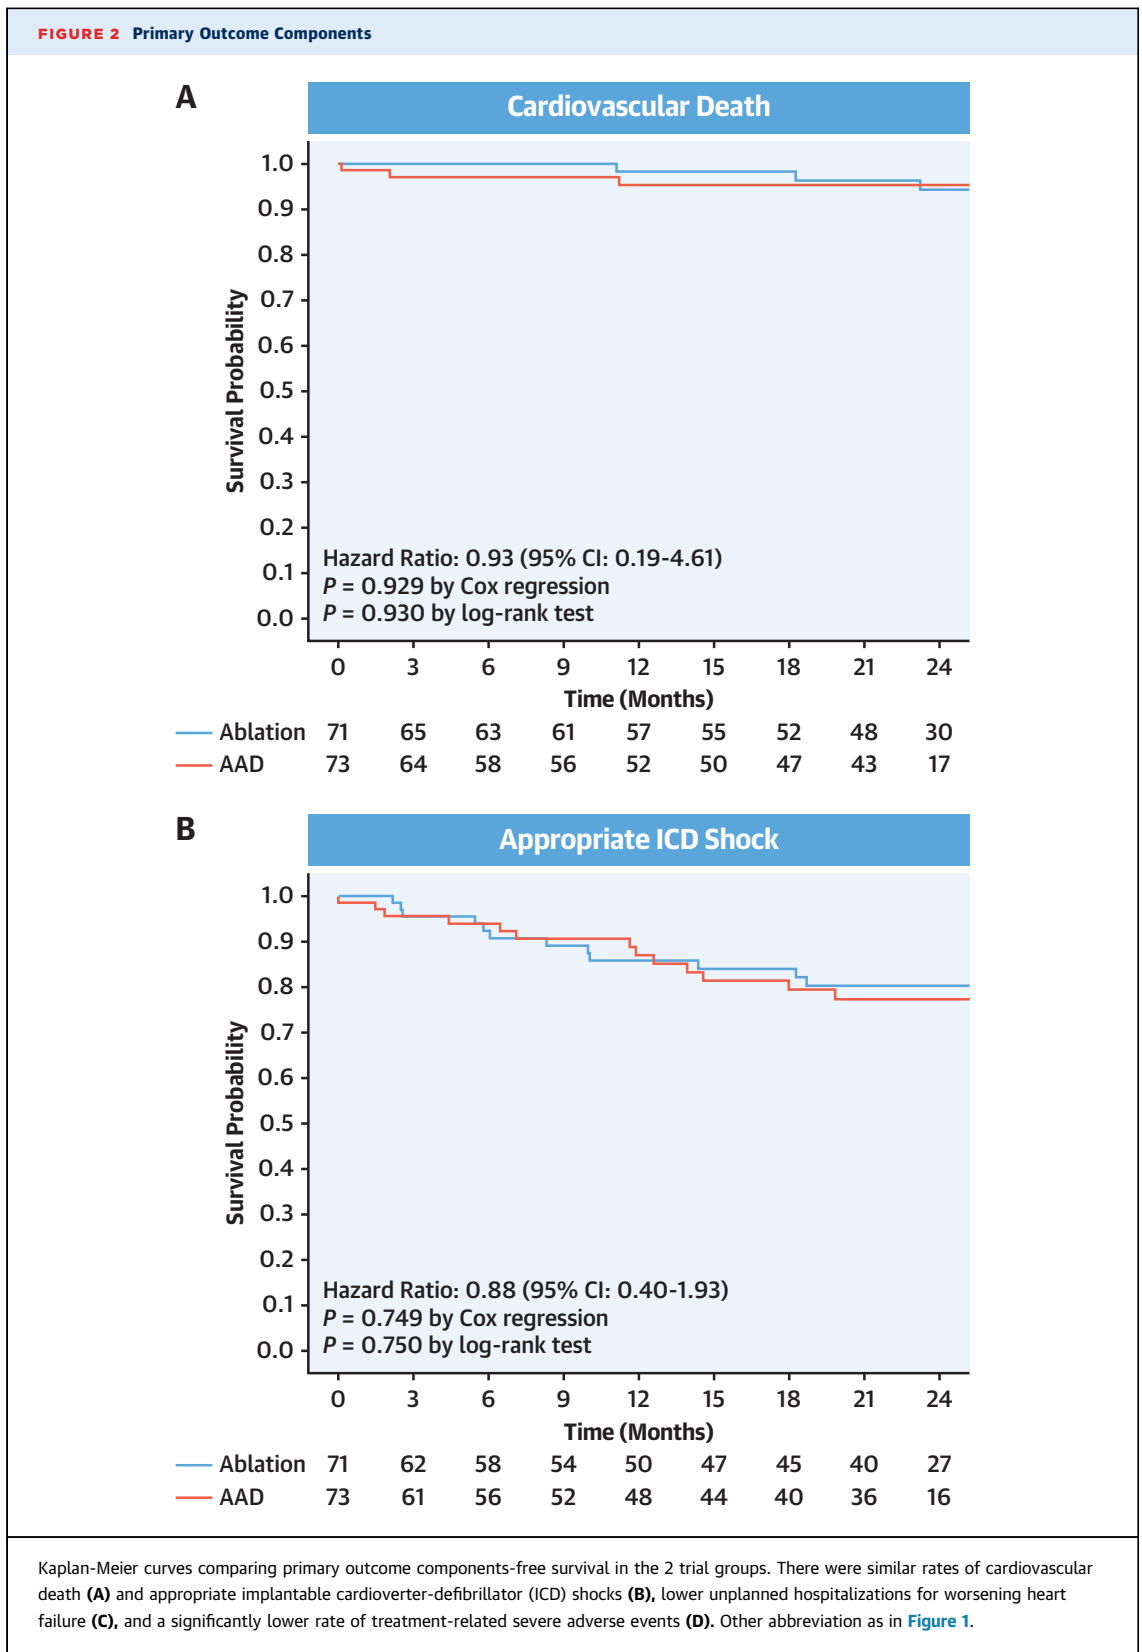 FIGURE 2 Primary Outcome Components
A
Cardiovascular Death
1.0
0.9
0.8
0.7
0.6
0.5
0.4
0.3
0.2
0.1
0.0
Survival Probability
Hazard Ratio: 0.93 (95% CI: 0.19-4.61)
P = 0.929 by Cox regression
P = 0.930 by log-rank test
0 3 6 9 12 15 18 21 24
Time (Months)
Ablation 71 65 63 61 57 55 52 48 30
AAD 73 64 58 56 52 50 47 43 17
B
Appropriate ICD Shock
1.0
0.9
0.8
0.7
0.6
0.5
0.4
0.3
0.2
0.1
0.0
Survival Probability
Hazard Ratio: 0.88 (95% CI: 0.40-1.93)
P = 0.749 by Cox regression
P = 0.750 by log-rank test
0 3 6 9 12 15 18 21 24
Time (Months)
Ablation 71 62 58 54 50 47 45 40 27
AAD 73 61 56 52 48 44 40 36 16
Kaplan-Meier curves comparing primary outcome components-free survival in the 2 trial groups. There were similar rates of cardiovascular
death (A) and appropriate implantable cardioverter-defibrillator (ICD) shocks (B), lower unplanned hospitalizations for worsening heart
failure (C), and a significantly lower rate of treatment-related severe adverse events (D). Other abbreviation as in Figure 1.